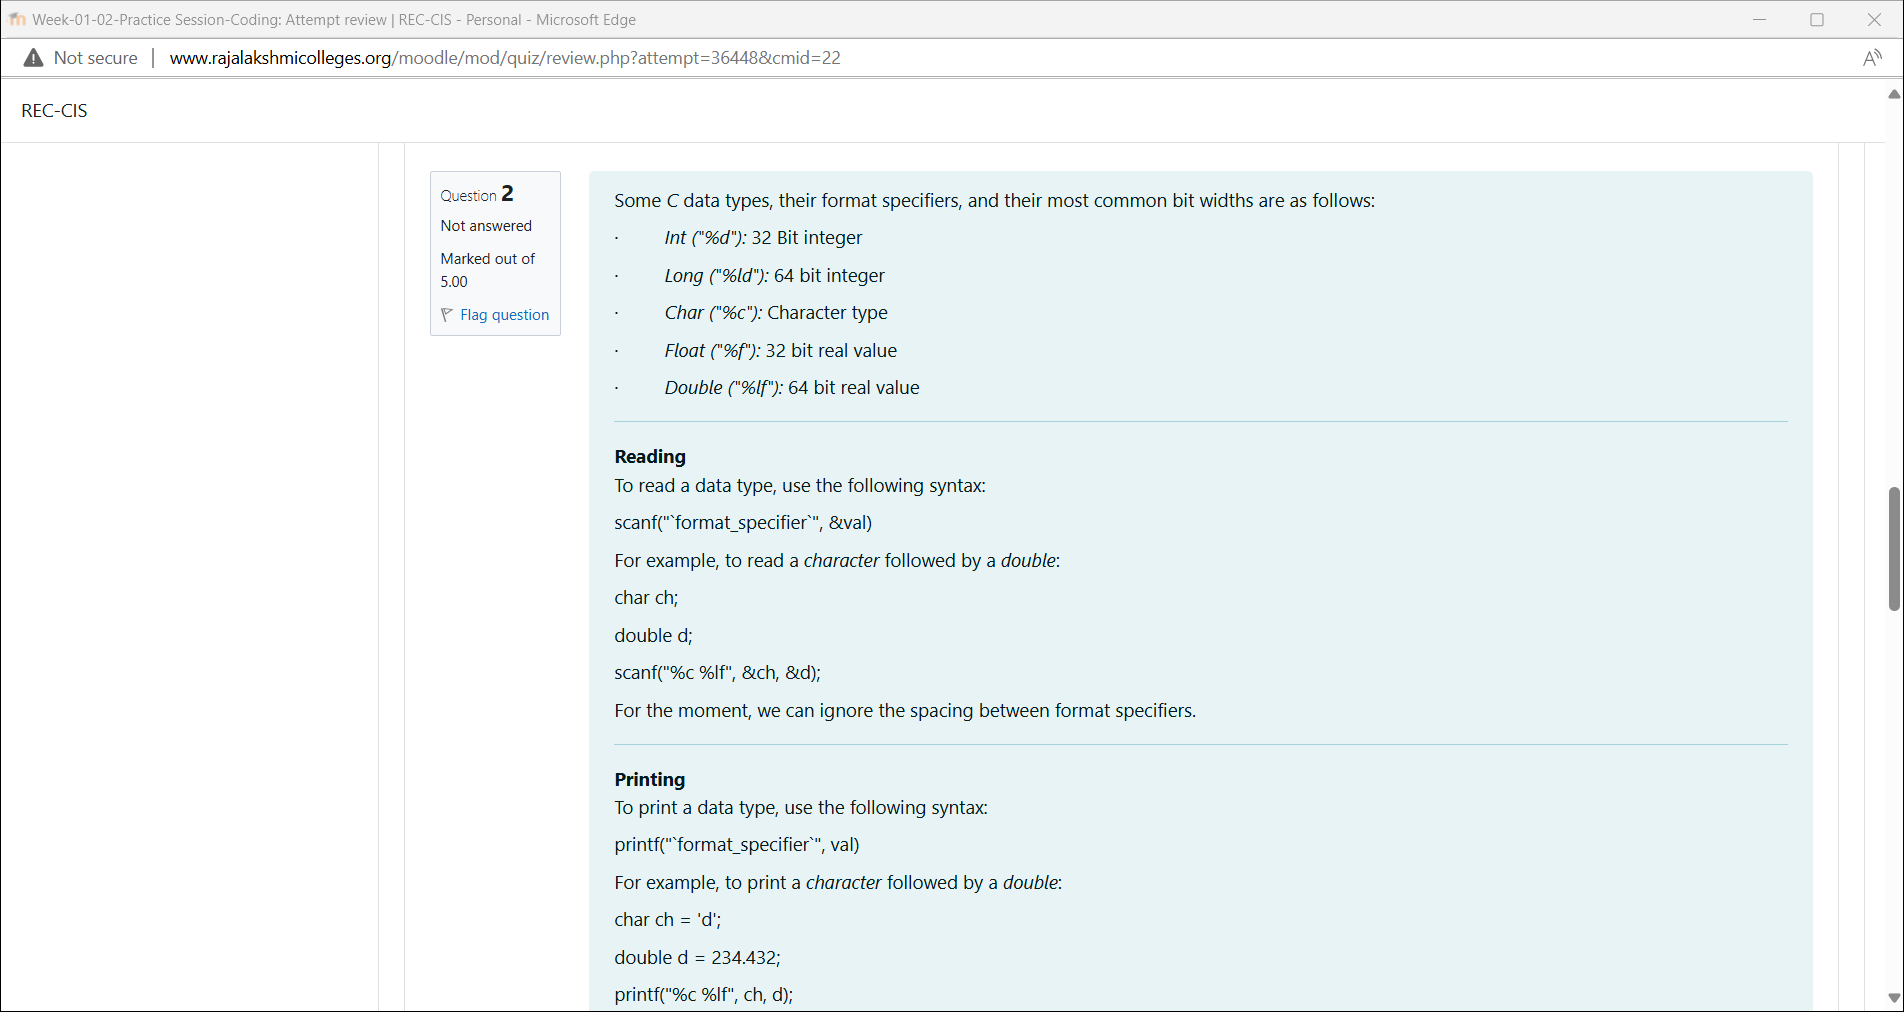 Week-01-02-Practice Session-Coding: Attempt review | REC-CIS - Personal - Microsoft Edge
Not secure | www.rajalakshmicolleges.org/moodle/mod/quiz/review.php?attempt=36448&cmid=22
REC-CIS
Question 2
Not answered
Marked out of
5.00
Flag question
Some C data types, their format specifiers, and their most common bit widths are as follows:
· Int ("%d"): 32 Bit integer
· Long ("%ld"): 64 bit integer
· Char ("%c"): Character type
· Float ("%f"): 32 bit real value
· Double ("%lf"): 64 bit real value
Reading
To read a data type, use the following syntax:
scanf("`format_specifier`", &val)
For example, to read a character followed by a double:
char ch;
double d;
scanf("%c %lf", &ch, &d);
For the moment, we can ignore the spacing between format specifiers.
Printing
To print a data type, use the following syntax:
printf("`format_specifier`", val)
For example, to print a character followed by a double:
char ch = 'd';
double d = 234.432;
printf("%c %lf", ch, d);